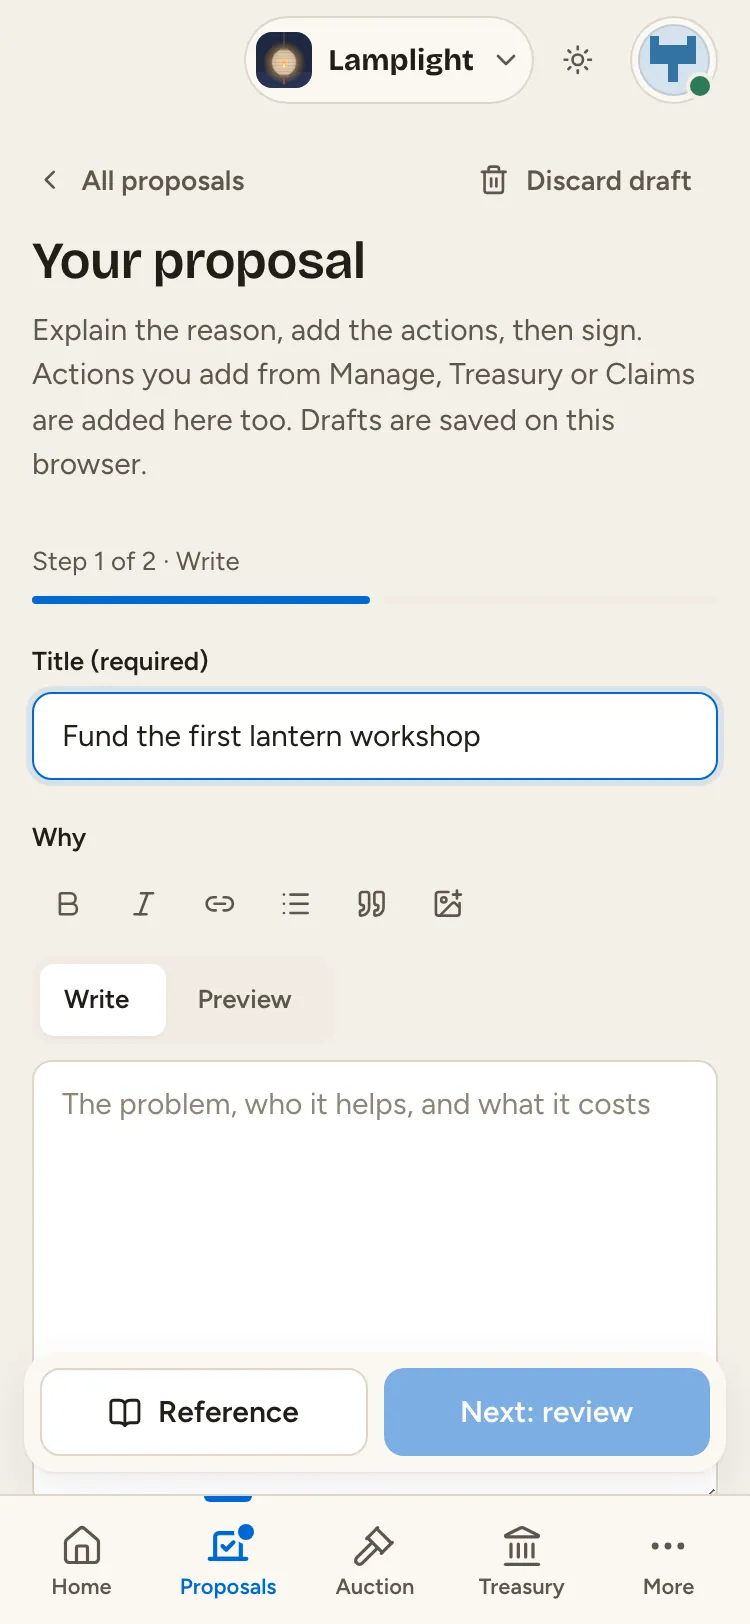 Lamplight
All proposals
Discard draft
Your proposal
Explain the reason, add the actions, then sign.
Actions you add from Manage, Treasury or Claims
are added here too. Drafts are saved on this
browser.
Step 1 of 2 · Write
Title (required)
Fund the first lantern workshop
Why
Write
Preview
The problem, who it helps, and what it costs
Reference
Next: review
Home
Proposals
Auction
Treasury
More